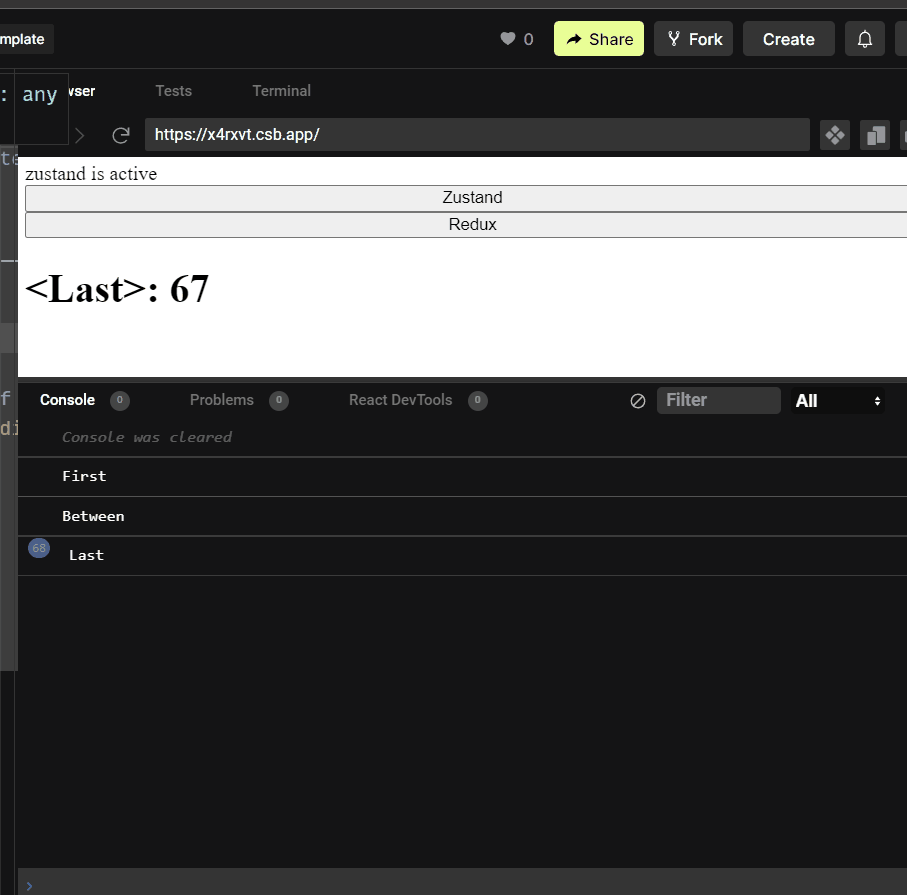 mplate
0
Share
Fork
Create
: any
wser
Tests
Terminal
https://x4rxvt.csb.app/
te
zustand is active
Zustand
Redux
<Last>: 67
f
Console 0
Problems 0
React DevTools 0
Filter
All
di
Console was cleared
First
Between
68 Last